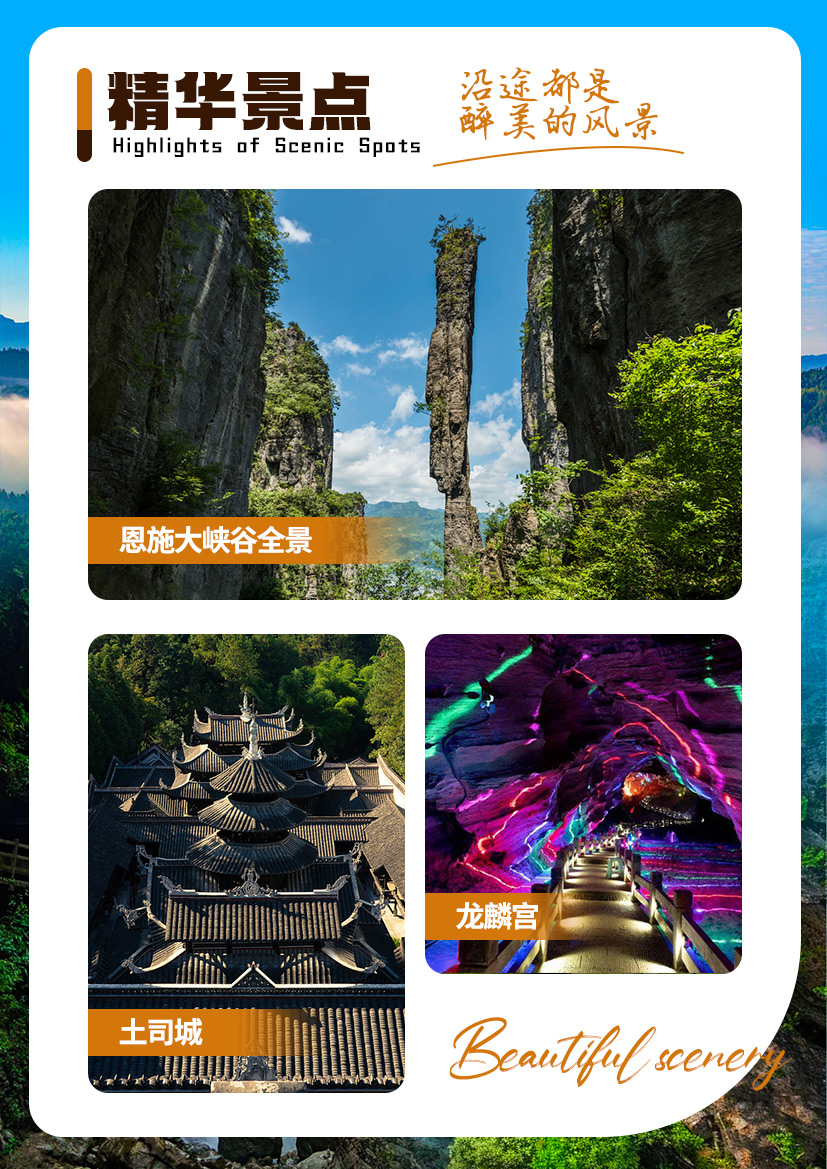 精华景点
Highlights of Scenic Spots
沿途都是
醉美的风景
恩施大峡谷全景
土司城
龙麟宫
Beautiful scenery